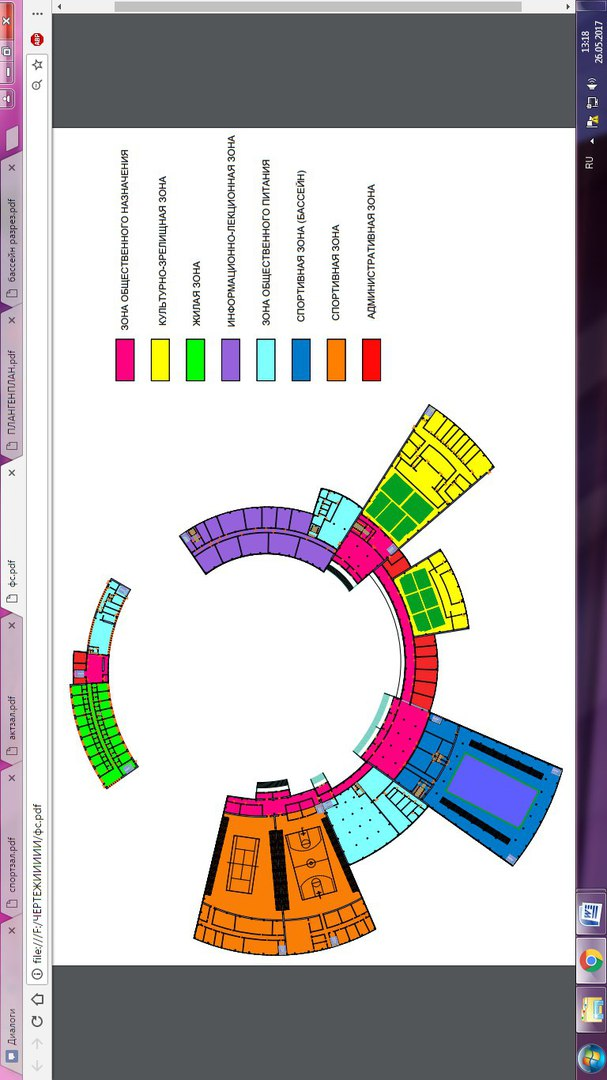 Диалоги
спортзал.pdf
актзал.pdf
фс.pdf
ПЛАНГЕНПЛАН.pdf
бассейн разрез.pdf
file:///F:/ЧЕРТЕЖИИИИИ/фс.pdf
ABP
ЗОНА ОБЩЕСТВЕННОГО НАЗНАЧЕНИЯ
КУЛЬТУРНО-ЗРЕЛИЩНАЯ ЗОНА
ЖИЛАЯ ЗОНА
ИНФОРМАЦИОННО-ЛЕКЦИОННАЯ ЗОНА
ЗОНА ОБЩЕСТВЕННОГО ПИТАНИЯ
СПОРТИВНАЯ ЗОНА (БАССЕЙН)
СПОРТИВНАЯ ЗОНА
АДМИНИСТРАТИВНАЯ ЗОНА
RU
13:18
26.05.2017